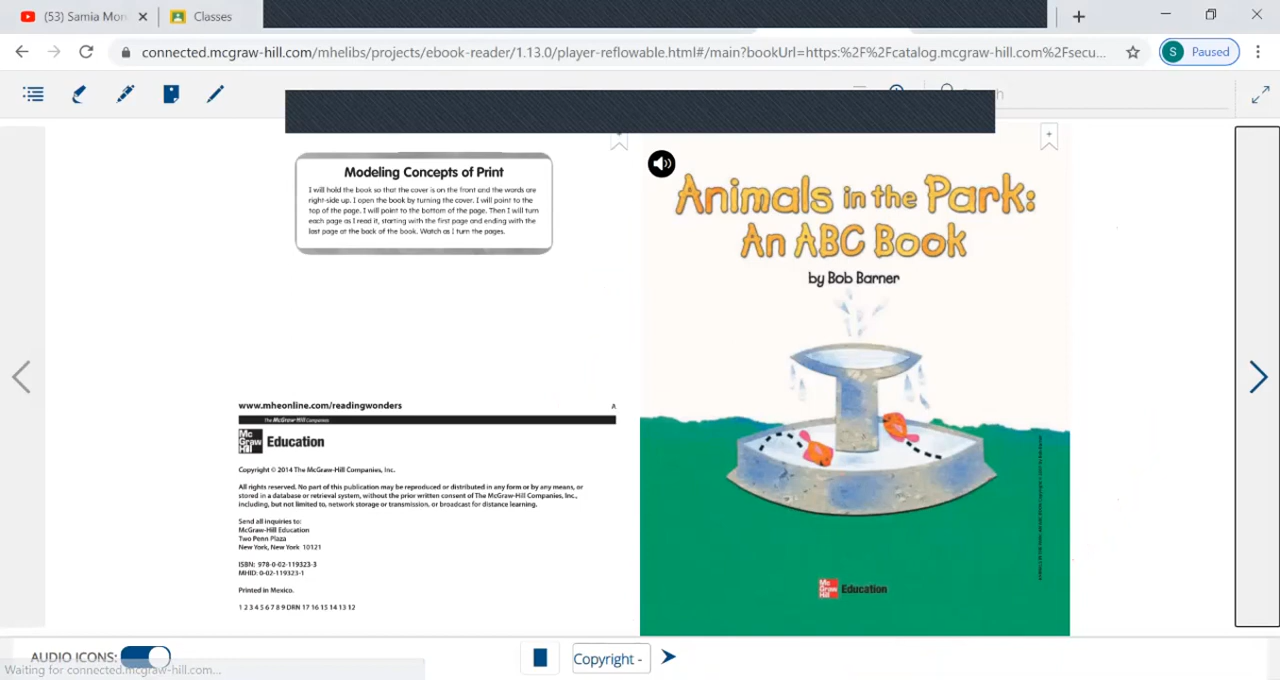 (53) Samia Mor
Classes
connected.mcgraw-hill.com/mhelibs/projects/ebook-reader/1.13.0/player-reflowable.html#/main?bookUrl=https:%2F%2Fcatalog.mcgraw-hill.com%2Fsecu...
S Paused
Modeling Concepts of Print
I will hold the book so that the cover is on the front and the words are
right-side up. I open the book by turning the cover. I will point to the
top of the page. I will point to the bottom of the page. Then I will turn
each page as I read it, starting with the first page and ending with the
last page at the back of the book. Watch as I turn the pages.
www.mheonline.com/readingwonders A
The McGraw-Hill Companies
Mc Graw Hill Education
Copyright © 2014 The McGraw-Hill Companies, Inc.
All rights reserved. No part of this publication may be reproduced or distributed in any form or by any means, or
stored in a database or retrieval system, without the prior written consent of The McGraw-Hill Companies, Inc.,
including, but not limited to, network storage or transmission, or broadcast for distance learning.
Send all inquiries to:
McGraw-Hill Education
Two Penn Plaza
New York, New York 10121
ISBN: 978-0-02-119323-3
MHID: 0-02-119323-1
Printed in Mexico.
1 2 3 4 5 6 7 8 9 DRN 17 16 15 14 13 12
Animals in the Park:
An ABC Book
by Bob Barner
Mc Graw Hill Education
AUDIO ICONS:
Copyright -
Waiting for connected.mcgraw-hill.com...